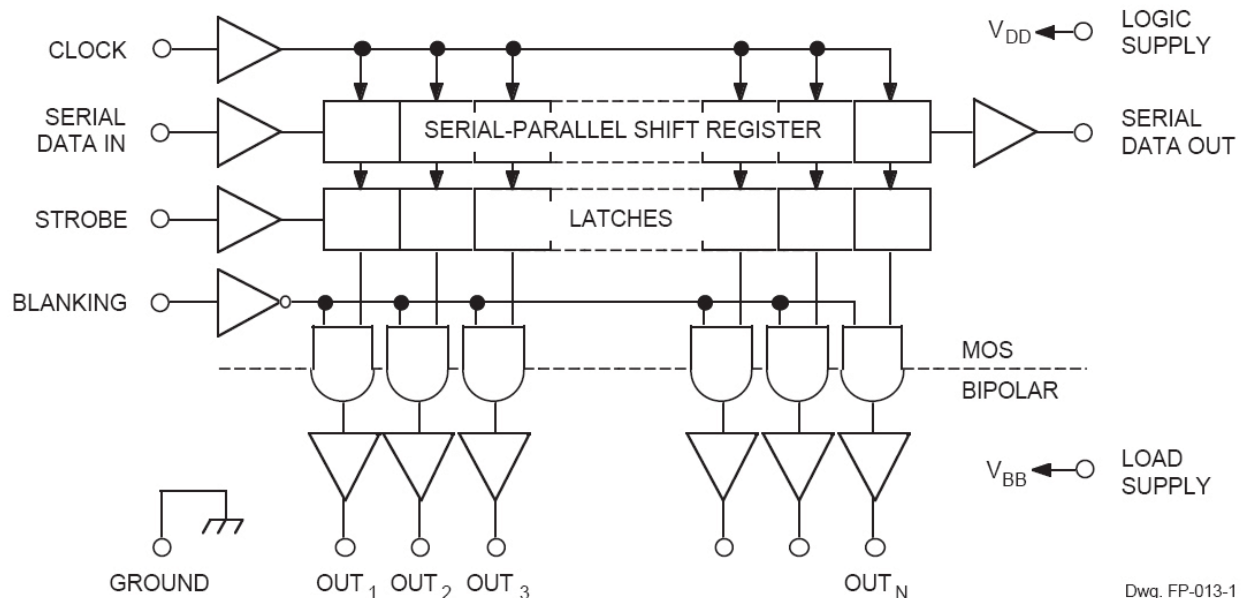 CLOCK
V_DD
LOGIC
SUPPLY
SERIAL
DATA IN
SERIAL-PARALLEL SHIFT REGISTER
SERIAL
DATA OUT
STROBE
LATCHES
BLANKING
MOS
BIPOLAR
V_BB
LOAD
SUPPLY
GROUND
OUT_1
OUT_2
OUT_3
OUT_N
Dwg. FP-013-1